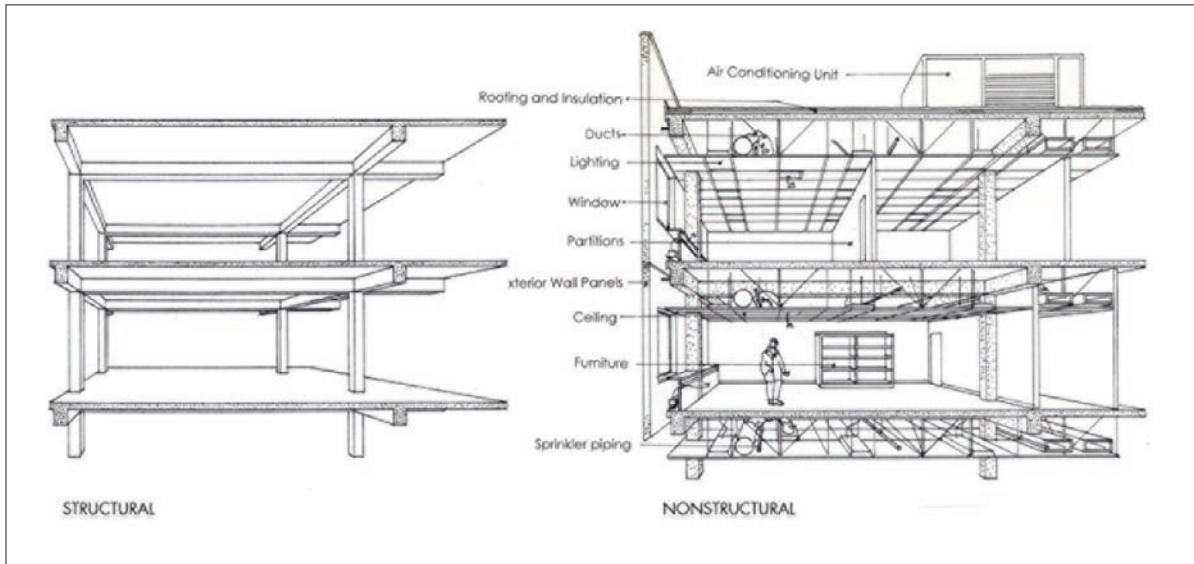 Air Conditioning Unit
Roofing and Insulation
Ducts
Lighting
Window
Partitions
xterior Wall Panels
Ceiling
Furniture
Sprinkler piping
STRUCTURAL
NONSTRUCTURAL